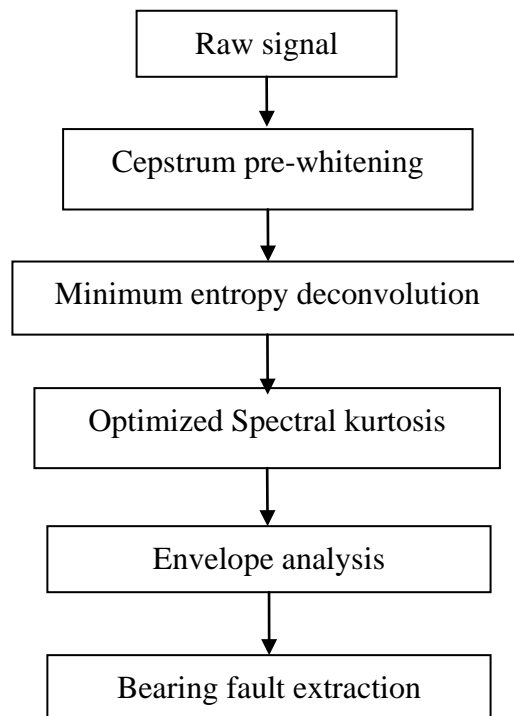 Raw signal
Cepstrum pre-whitening
Minimum entropy deconvolution
Optimized Spectral kurtosis
Envelope analysis
Bearing fault extraction